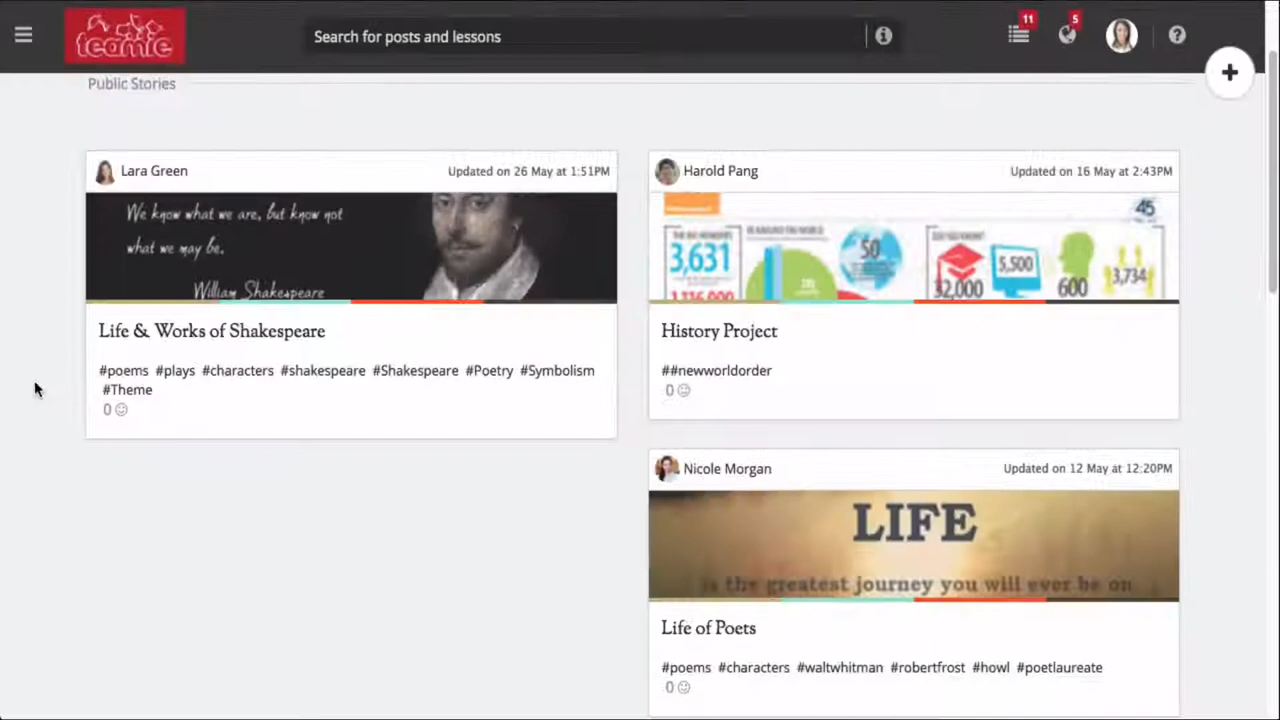 teamie
Search for posts and lessons
11
5
Public Stories
Lara Green
Updated on 26 May at 1:51PM
We know what we are, but know not
what we may be.
William Shakespeare
Life & Works of Shakespeare
#poems #plays #characters #shakespeare #Shakespeare #Poetry #Symbolism
#Theme
0
Harold Pang
Updated on 16 May at 2:43PM
45
3,631
50
5,500
32,000
600
3,734
History Project
##newworldorder
0
Nicole Morgan
Updated on 12 May at 12:20PM
LIFE
is the greatest journey you will ever be on
Life of Poets
#poems #characters #waltwhitman #robertfrost #howl #poetlaureate
0